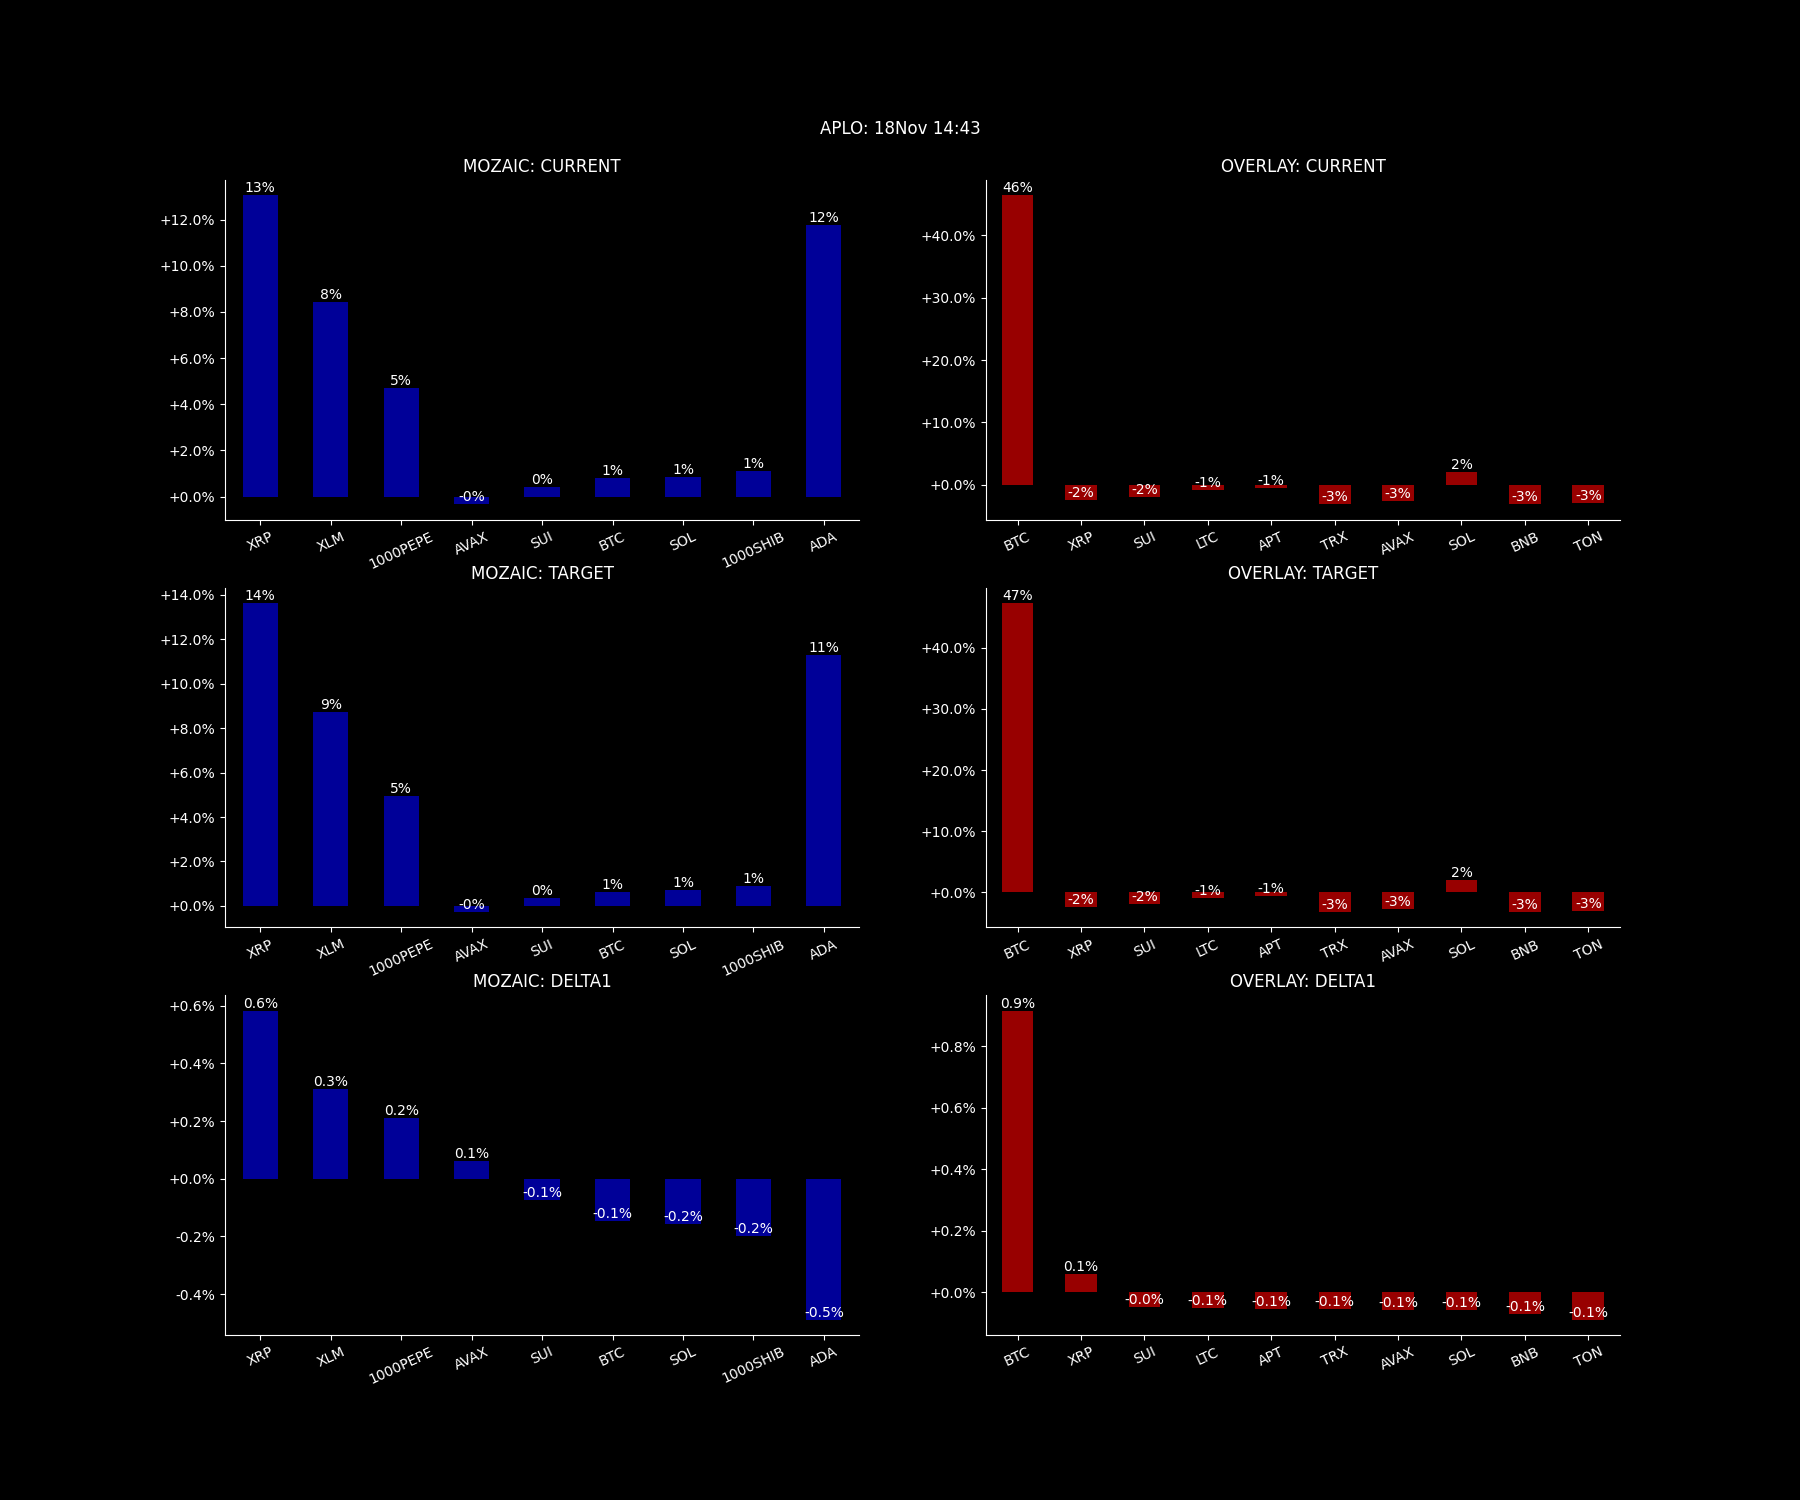 APLO: 18Nov 14:43
MOZAIC: CURRENT
13%
12%
+12.0%
+10.0%
8%
+8.0%
+6.0%
5%
+4.0%
+2.0%
-0% 0% 1% 1% 1%
+0.0%
XRP XLM 1000PEPE AVAX SUI BTC SOL 1000SHIB ADA
OVERLAY: CURRENT
46%
+40.0%
+30.0%
+20.0%
+10.0%
+0.0%
-2% -2% -1% -1% -3% -3% 2% -3% -3%
BTC XRP SUI LTC APT TRX AVAX SOL BNB TON
MOZAIC: TARGET
+14.0%
14%
+12.0%
11%
+10.0%
9%
+8.0%
+6.0%
5%
+4.0%
+2.0%
-0% 0% 1% 1% 1%
+0.0%
XRP XLM 1000PEPE AVAX SUI BTC SOL 1000SHIB ADA
OVERLAY: TARGET
47%
+40.0%
+30.0%
+20.0%
+10.0%
+0.0%
-2% -2% -1% -1% -3% -3% 2% -3% -3%
BTC XRP SUI LTC APT TRX AVAX SOL BNB TON
MOZAIC: DELTA1
+0.6%
0.6%
+0.4%
0.3%
+0.2%
0.2%
0.1%
+0.0%
-0.1% -0.1% -0.2% -0.2%
-0.2%
-0.4%
-0.5%
XRP XLM 1000PEPE AVAX SUI BTC SOL 1000SHIB ADA
OVERLAY: DELTA1
0.9%
+0.8%
+0.6%
+0.4%
+0.2%
0.1%
+0.0%
-0.0% -0.1% -0.1% -0.1% -0.1% -0.1% -0.1% -0.1%
BTC XRP SUI LTC APT TRX AVAX SOL BNB TON